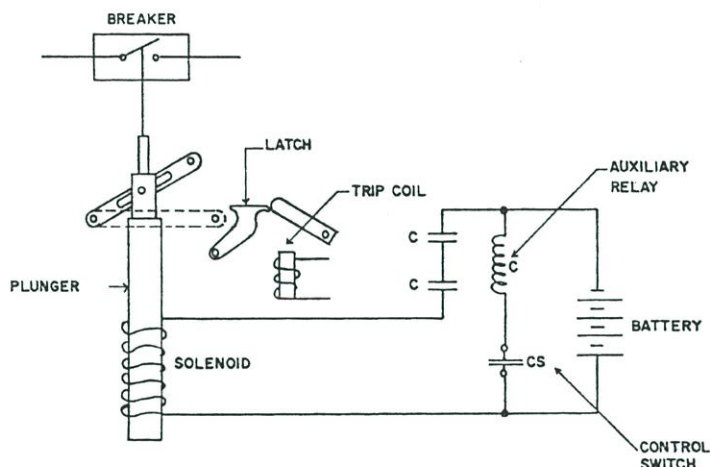 BREAKER
LATCH
TRIP COIL
AUXILIARY
RELAY
C
C
C
PLUNGER
SOLENOID
BATTERY
CS
CONTROL
SWITCH